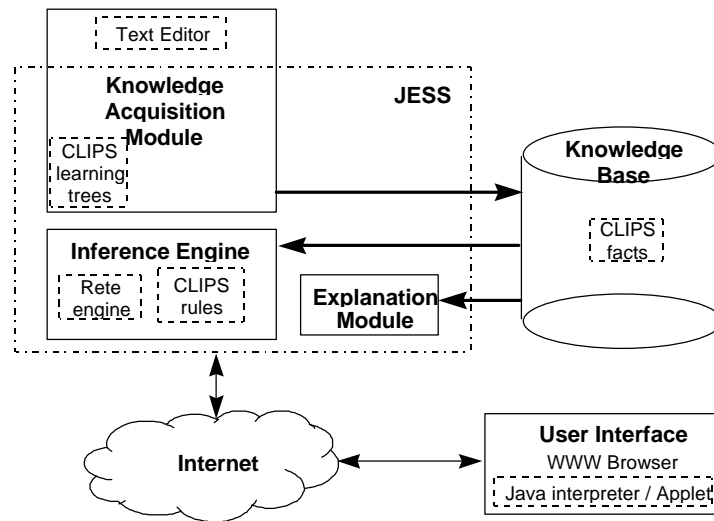 Text Editor
Knowledge
Acquisition
Module
JESS
CLIPS
learning
trees
Knowledge
Base
CLIPS
facts
Inference Engine
Rete
engine
CLIPS
rules
Explanation
Module
Internet
User Interface
WWW Browser
Java interpreter / Applet